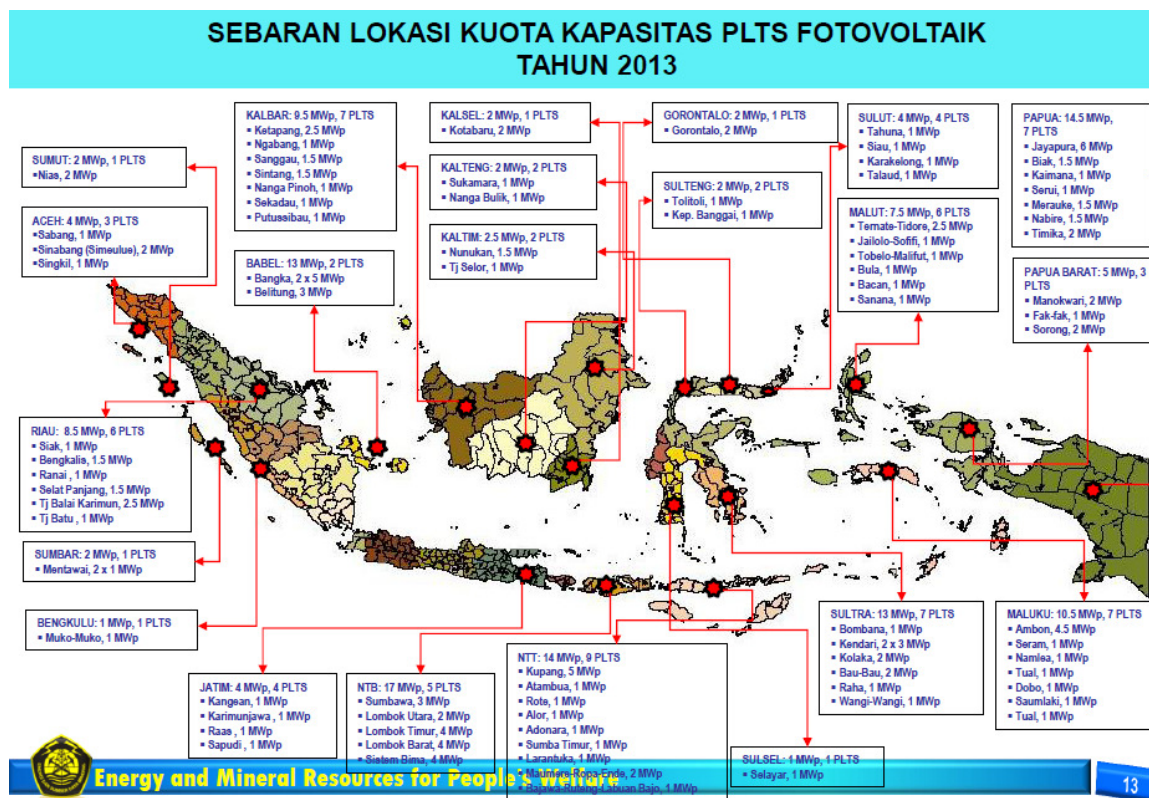 SEBARAN LOKASI KUOTA KAPASITAS PLTS FOTOVOLTAIK
TAHUN 2013
SUMUT: 2 MWp, 1 PLTS
▪ Nias, 2 MWp
ACEH: 4 MWp, 3 PLTS
▪ Sabang, 1 MWp
▪ Sinabang (Simeulue), 2 MWp
▪ Singkil, 1 MWp
KALBAR: 9.5 MWp, 7 PLTS
▪ Ketapang, 2.5 MWp
▪ Ngabang, 1 MWp
▪ Sanggau, 1.5 MWp
▪ Sintang, 1.5 MWp
▪ Nanga Pinoh, 1 MWp
▪ Sekadau, 1 MWp
▪ Putussibau, 1 MWp
BABEL: 13 MWp, 2 PLTS
▪ Bangka, 2 x 5 MWp
▪ Belitung, 3 MWp
KALSEL: 2 MWp, 1 PLTS
▪ Kotabaru, 2 MWp
KALTENG: 2 MWp, 2 PLTS
▪ Sukamara, 1 MWp
▪ Nanga Bulik, 1 MWp
KALTIM: 2.5 MWp, 2 PLTS
▪ Nunukan, 1.5 MWp
▪ Tj Selor, 1 MWp
GORONTALO: 2 MWp, 1 PLTS
▪ Gorontalo, 2 MWp
SULTENG: 2 MWp, 2 PLTS
▪ Tolitoli, 1 MWp
▪ Kep. Banggai, 1 MWp
SULUT: 4 MWp, 4 PLTS
▪ Tahuna, 1 MWp
▪ Siau, 1 MWp
▪ Karakelong, 1 MWp
▪ Talaud, 1 MWp
MALUT: 7.5 MWp, 6 PLTS
▪ Ternate-Tidore, 2.5 MWp
▪ Jailolo-Sofifi, 1 MWp
▪ Tobelo-Malifut, 1 MWp
▪ Bula, 1 MWp
▪ Bacan, 1 MWp
▪ Sanana, 1 MWp
PAPUA: 14.5 MWp,
7 PLTS
▪ Jayapura, 6 MWp
▪ Biak, 1.5 MWp
▪ Kaimana, 1 MWp
▪ Serui, 1 MWp
▪ Merauke, 1.5 MWp
▪ Nabire, 1.5 MWp
▪ Timika, 2 MWp
PAPUA BARAT: 5 MWp, 3
PLTS
▪ Manokwari, 2 MWp
▪ Fak-fak, 1 MWp
▪ Sorong, 2 MWp
RIAU: 8.5 MWp, 6 PLTS
▪ Siak, 1 MWp
▪ Bengkalis, 1.5 MWp
▪ Ranai , 1 MWp
▪ Selat Panjang, 1.5 MWp
▪ Tj Balai Karimun, 2.5 MWp
▪ Tj Batu , 1 MWp
SUMBAR: 2 MWp, 1 PLTS
▪ Mentawai, 2 x 1 MWp
BENGKULU: 1 MWp, 1 PLTS
▪ Muko-Muko, 1 MWp
JATIM: 4 MWp, 4 PLTS
▪ Kangean, 1 MWp
▪ Karimunjawa , 1 MWp
▪ Raas , 1 MWp
▪ Sapudi , 1 MWp
NTB: 17 MWp, 5 PLTS
▪ Sumbawa, 3 MWp
▪ Lombok Utara, 2 MWp
▪ Lombok Timur, 4 MWp
▪ Lombok Barat, 4 MWp
▪ Sistem Bima, 4 MWp
NTT: 14 MWp, 9 PLTS
▪ Kupang, 5 MWp
▪ Atambua, 1 MWp
▪ Rote, 1 MWp
▪ Alor, 1 MWp
▪ Adonara, 1 MWp
▪ Sumba Timur, 1 MWp
▪ Larantuka, 1 MWp
▪ Maumere-Ropa-Ende, 2 MWp
▪ Bajawa-Ruteng-Labuan Bajo, 1 MWp
SULSEL: 1 MWp, 1 PLTS
▪ Selayar, 1 MWp
SULTRA: 13 MWp, 7 PLTS
▪ Bombana, 1 MWp
▪ Kendari, 2 x 3 MWp
▪ Kolaka, 2 MWp
▪ Bau-Bau, 2 MWp
▪ Raha, 1 MWp
▪ Wangi-Wangi, 1 MWp
MALUKU: 10.5 MWp, 7 PLTS
▪ Ambon, 4.5 MWp
▪ Seram, 1 MWp
▪ Namlea, 1 MWp
▪ Tual, 1 MWp
▪ Dobo, 1 MWp
▪ Saumlaki, 1 MWp
▪ Tual, 1 MWp
Energy and Mineral Resources for People's Welfare
13